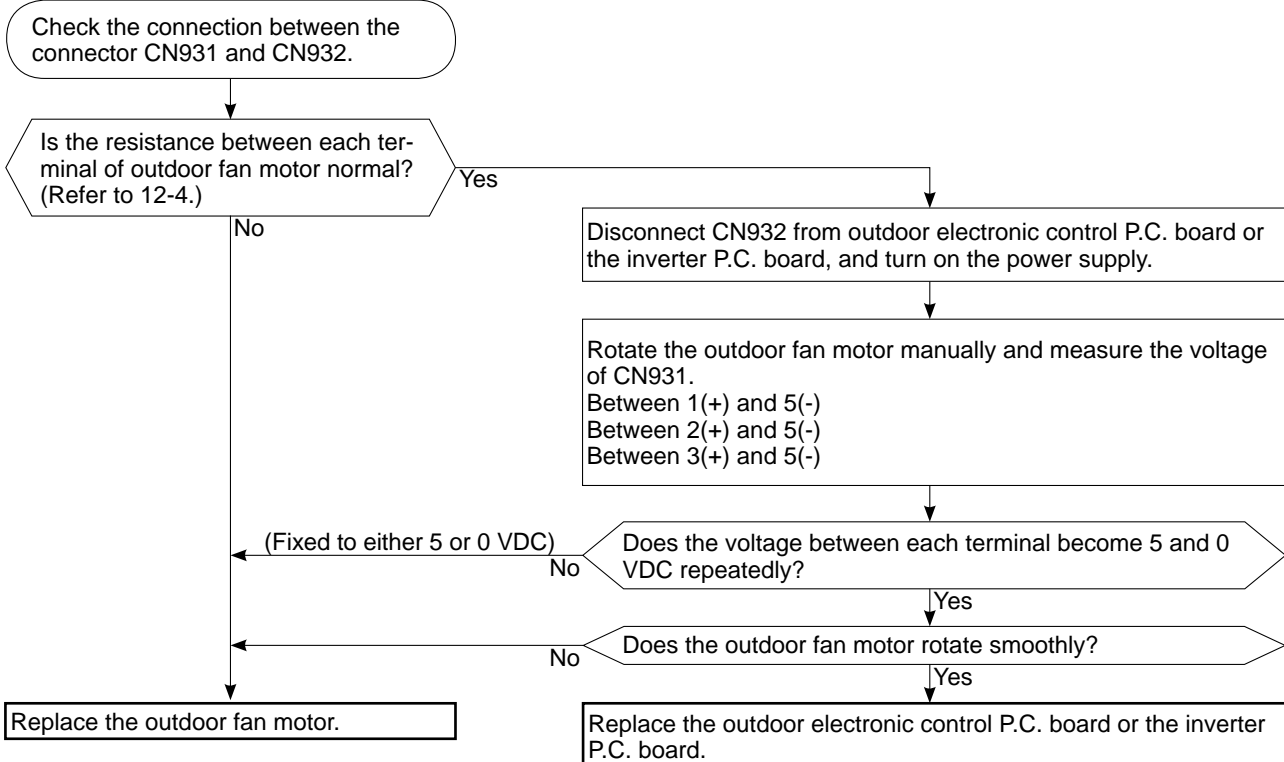 Check the connection between the
connector CN931 and CN932.
Is the resistance between each ter-
minal of outdoor fan motor normal?
(Refer to 12-4.)
Yes
No
Disconnect CN932 from outdoor electronic control P.C. board or
the inverter P.C. board, and turn on the power supply.
Rotate the outdoor fan motor manually and measure the voltage
of CN931.
Between 1(+) and 5(-)
Between 2(+) and 5(-)
Between 3(+) and 5(-)
(Fixed to either 5 or 0 VDC)
No
Does the voltage between each terminal become 5 and 0
VDC repeatedly?
Yes
Does the outdoor fan motor rotate smoothly?
No
Yes
Replace the outdoor fan motor.
Replace the outdoor electronic control P.C. board or the inverter
P.C. board.